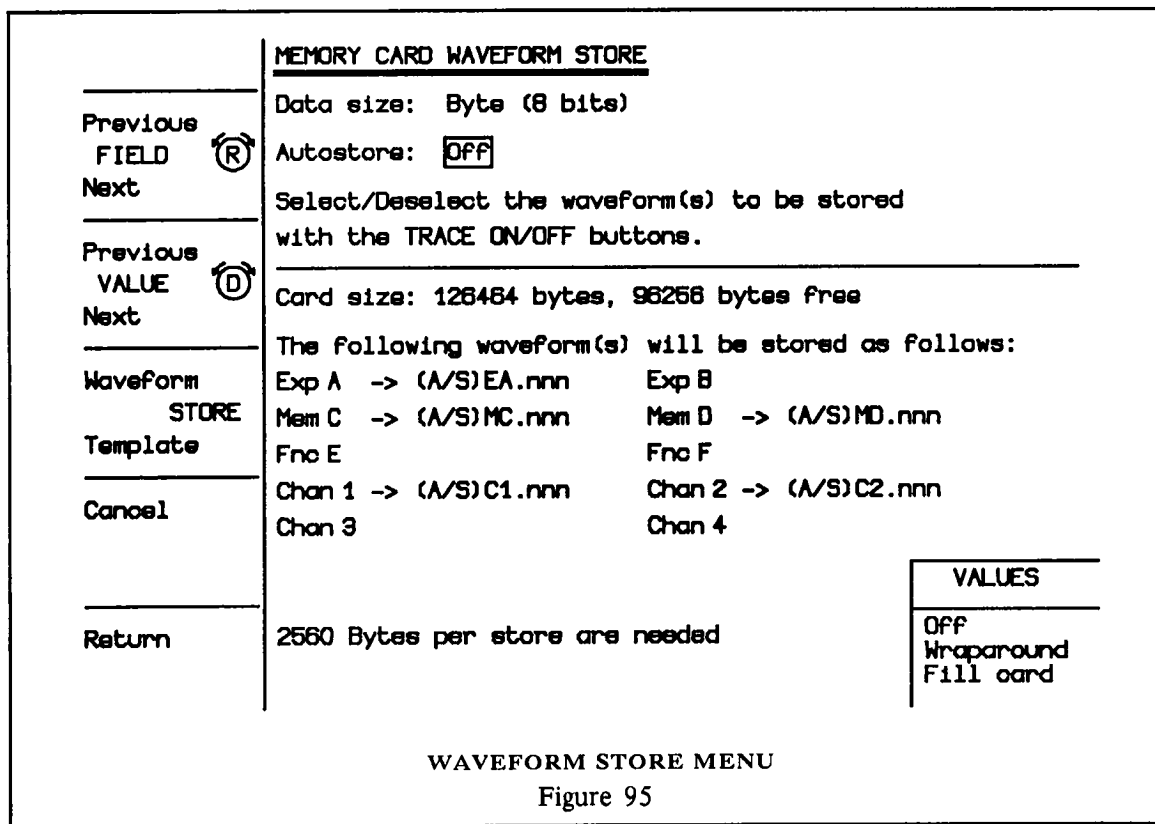 MEMORY CARD WAVEFORM STORE
Data size: Byte (8 bits)
Previous
FIELD R
Next
Autostore: Off
Select/Deselect the waveform(s) to be stored
with the TRACE ON/OFF buttons.
Previous
VALUE D
Next
Card size: 126464 bytes, 96256 bytes free
The following waveform(s) will be stored as follows:
Waveform
STORE
Template
Exp A -> (A/S)EA.nnn Exp B
Mem C -> (A/S)MC.nnn Mem D -> (A/S)MD.nnn
Fnc E Fnc F
Cancel
Chan 1 -> (A/S)C1.nnn Chan 2 -> (A/S)C2.nnn
Chan 3 Chan 4
VALUES
Off
Wraparound
Fill card
Return
2560 Bytes per store are needed
WAVEFORM STORE MENU
Figure 95